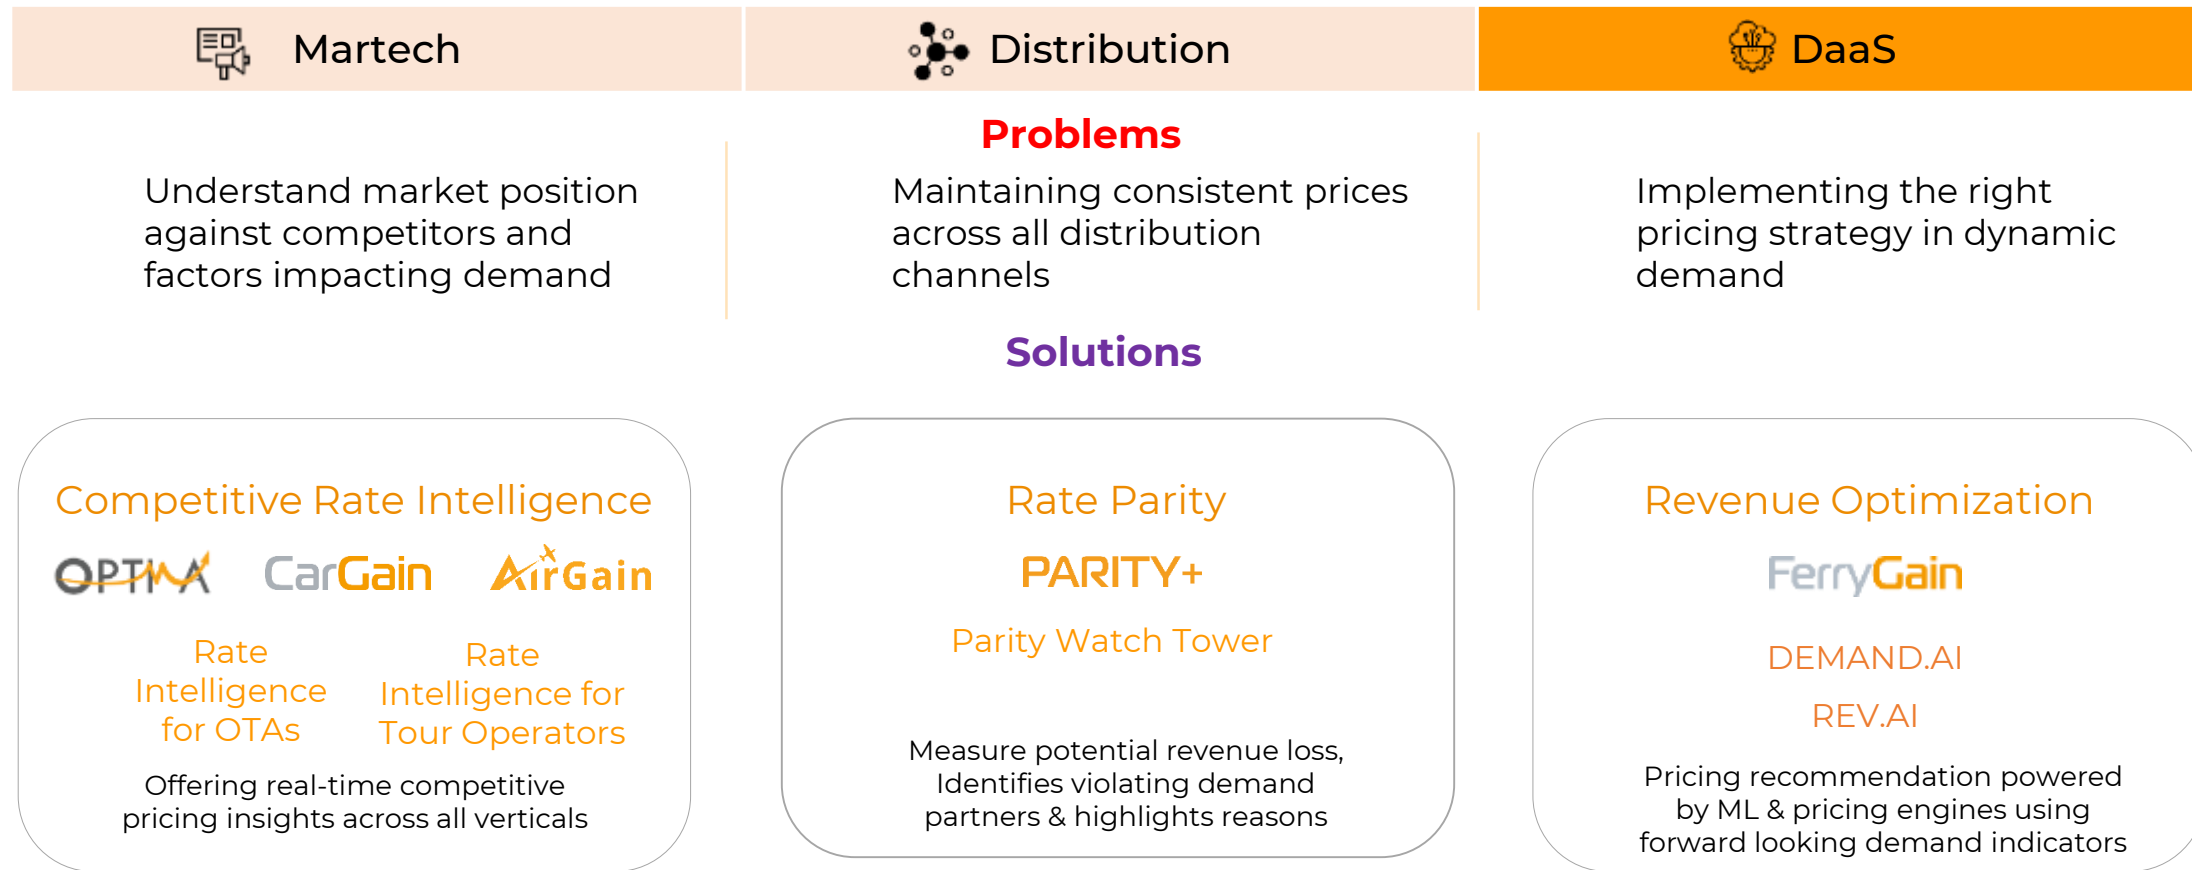 Martech
Distribution
DaaS
Problems
Understand market position
against competitors and
factors impacting demand
Maintaining consistent prices
across all distribution
channels
Implementing the right
pricing strategy in dynamic
demand
Solutions
Competitive Rate Intelligence
OPTIMA
CarGain
AirGain
Rate
Intelligence
for OTAs
Rate
Intelligence for
Tour Operators
Offering real-time competitive
pricing insights across all verticals
Rate Parity
PARITY+
Parity Watch Tower
Measure potential revenue loss,
Identifies violating demand
partners & highlights reasons
Revenue Optimization
FerryGain
DEMAND.AI
REV.AI
Pricing recommendation powered
by ML & pricing engines using
forward looking demand indicators